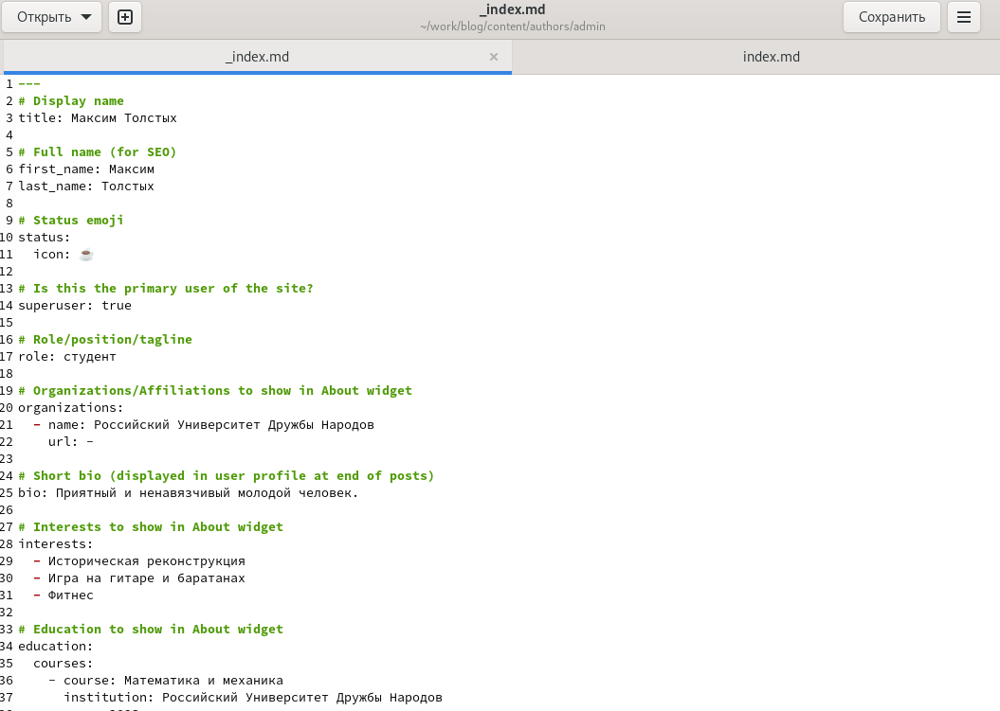 Открыть
_index.md
~/work/blog/content/authors/admin
Сохранить
_index.md ×
index.md
1 ---
2 # Display name
3 title: Максим Толстых
4
5 # Full name (for SEO)
6 first_name: Максим
7 last_name: Толстых
8
9 # Status emoji
10 status:
11   icon: ☕
12
13 # Is this the primary user of the site?
14 superuser: true
15
16 # Role/position/tagline
17 role: студент
18
19 # Organizations/Affiliations to show in About widget
20 organizations:
21   - name: Российский Университет Дружбы Народов
22     url: -
23
24 # Short bio (displayed in user profile at end of posts)
25 bio: Приятный и ненавязчивый молодой человек.
26
27 # Interests to show in About widget
28 interests:
29   - Историческая реконструкция
30   - Игра на гитаре и баратанах
31   - Фитнес
32
33 # Education to show in About widget
34 education:
35   courses:
36     - course: Математика и механика
37       institution: Российский Университет Дружбы Народов